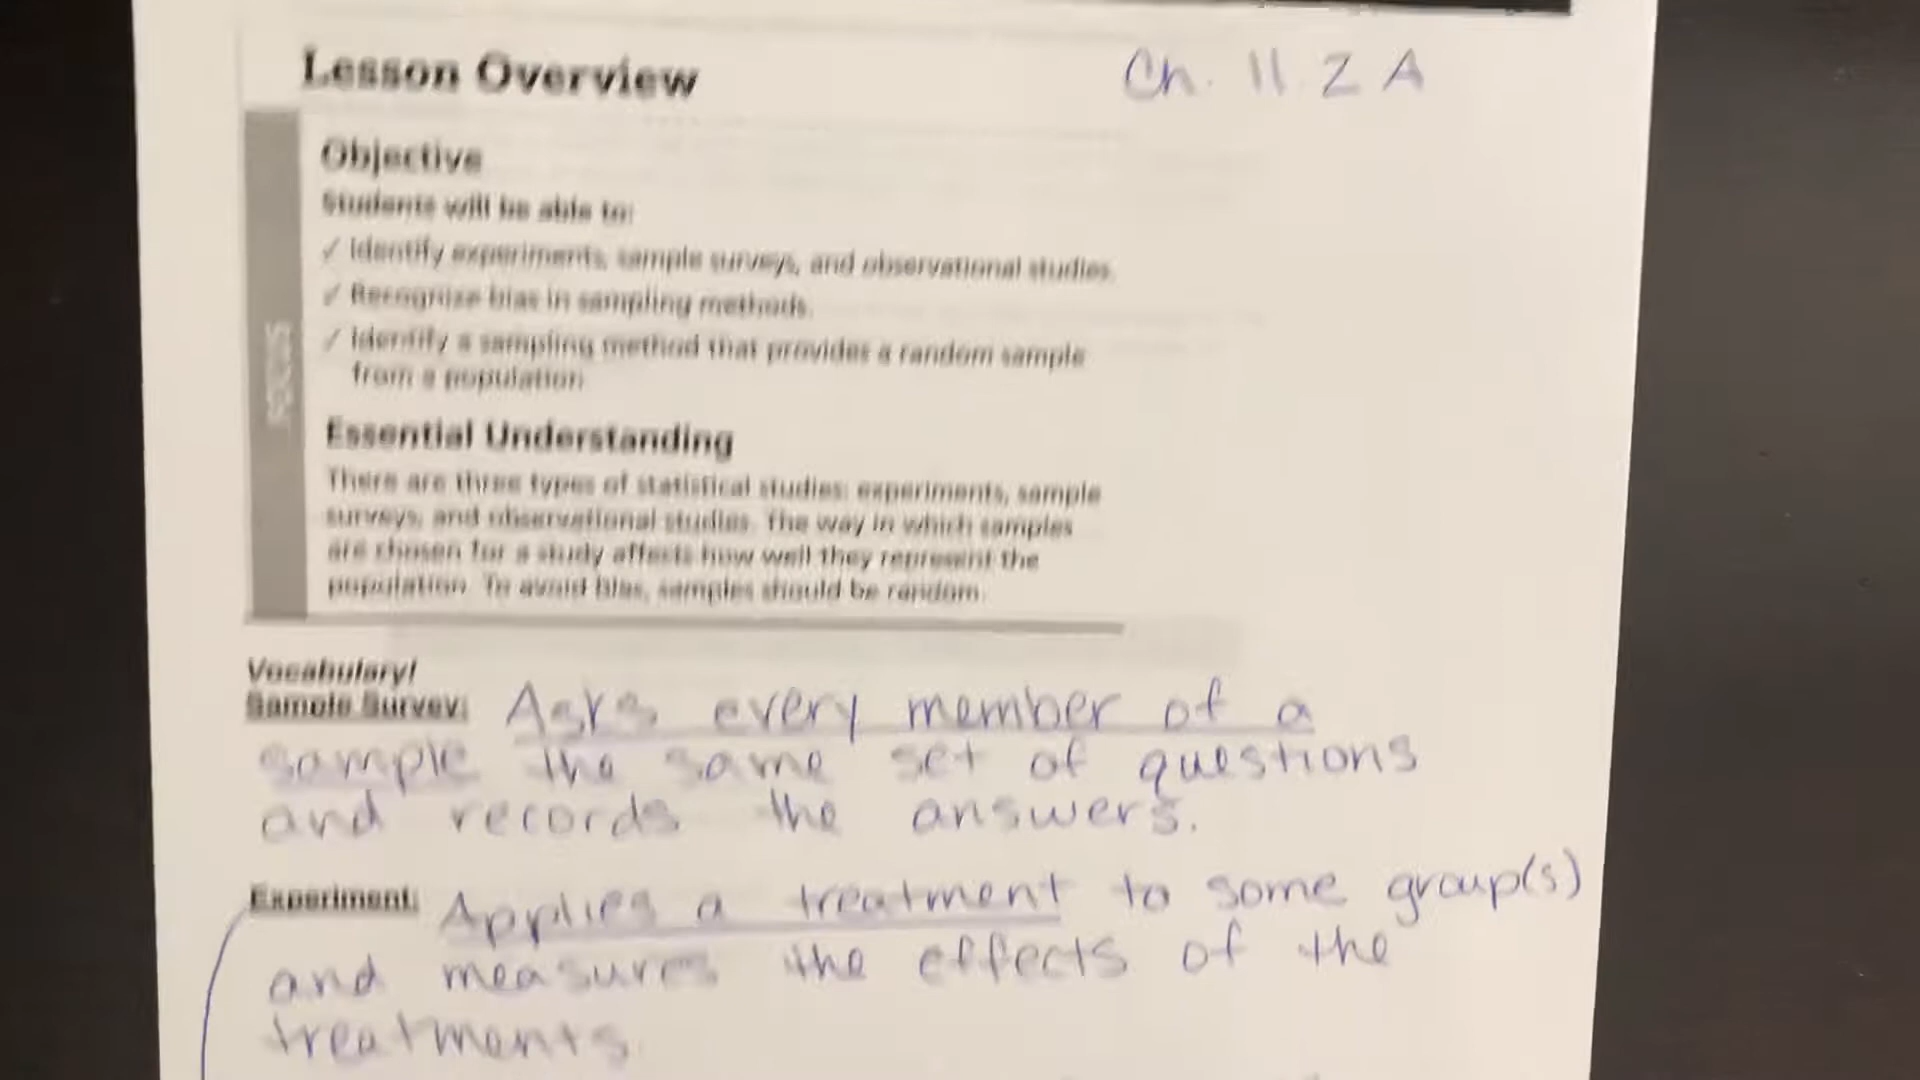 Lesson Overview
Ch. 11.2 A
Objective
Students will be able to:
✓ Identify experiments, sample surveys, and observational studies.
✓ Recognize bias in sampling methods.
✓ Identify a sampling method that provides a random sample
from a population
FOCUS
Essential Understanding
There are three types of statistical studies: experiments, sample
surveys, and observational studies. The way in which samples
are chosen for a study affects how well they represent the
population. To avoid bias, samples should be random.
Vocabulary!
Sample Survey: Asks every member of a
sample the same set of questions
and records the answers.
Experiment: Applies a treatment to some group(s)
and measures the effects of the
treatments.